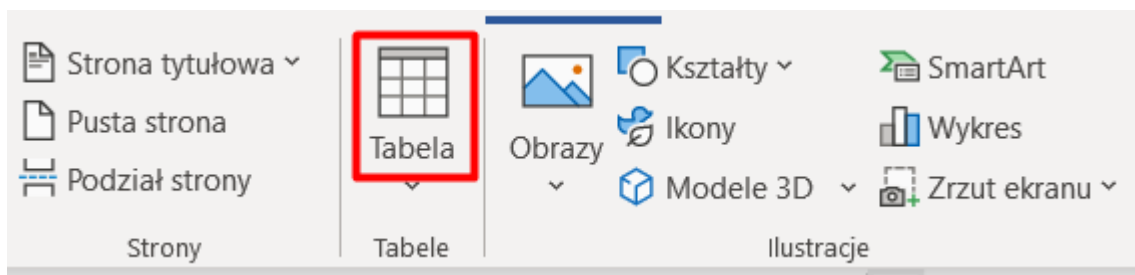 Strona tytułowa
Pusta strona
Podział strony
Strony
Tabela
Tabele
Obrazy
Kształty
Ikony
Modele 3D
SmartArt
Wykres
Zrzut ekranu
Ilustracje